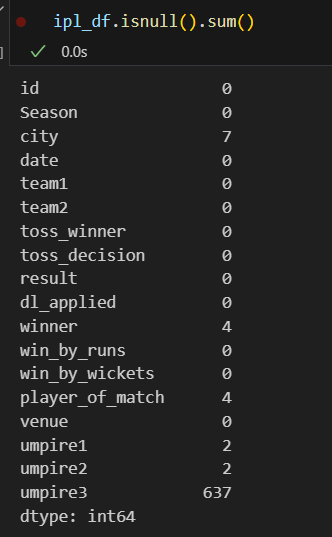 ipl_df.isnull().sum()
0.0s
id 0
Season 0
city 7
date 0
team1 0
team2 0
toss_winner 0
toss_decision 0
result 0
dl_applied 0
winner 4
win_by_runs 0
win_by_wickets 0
player_of_match 4
venue 0
umpire1 2
umpire2 2
umpire3 637
dtype: int64